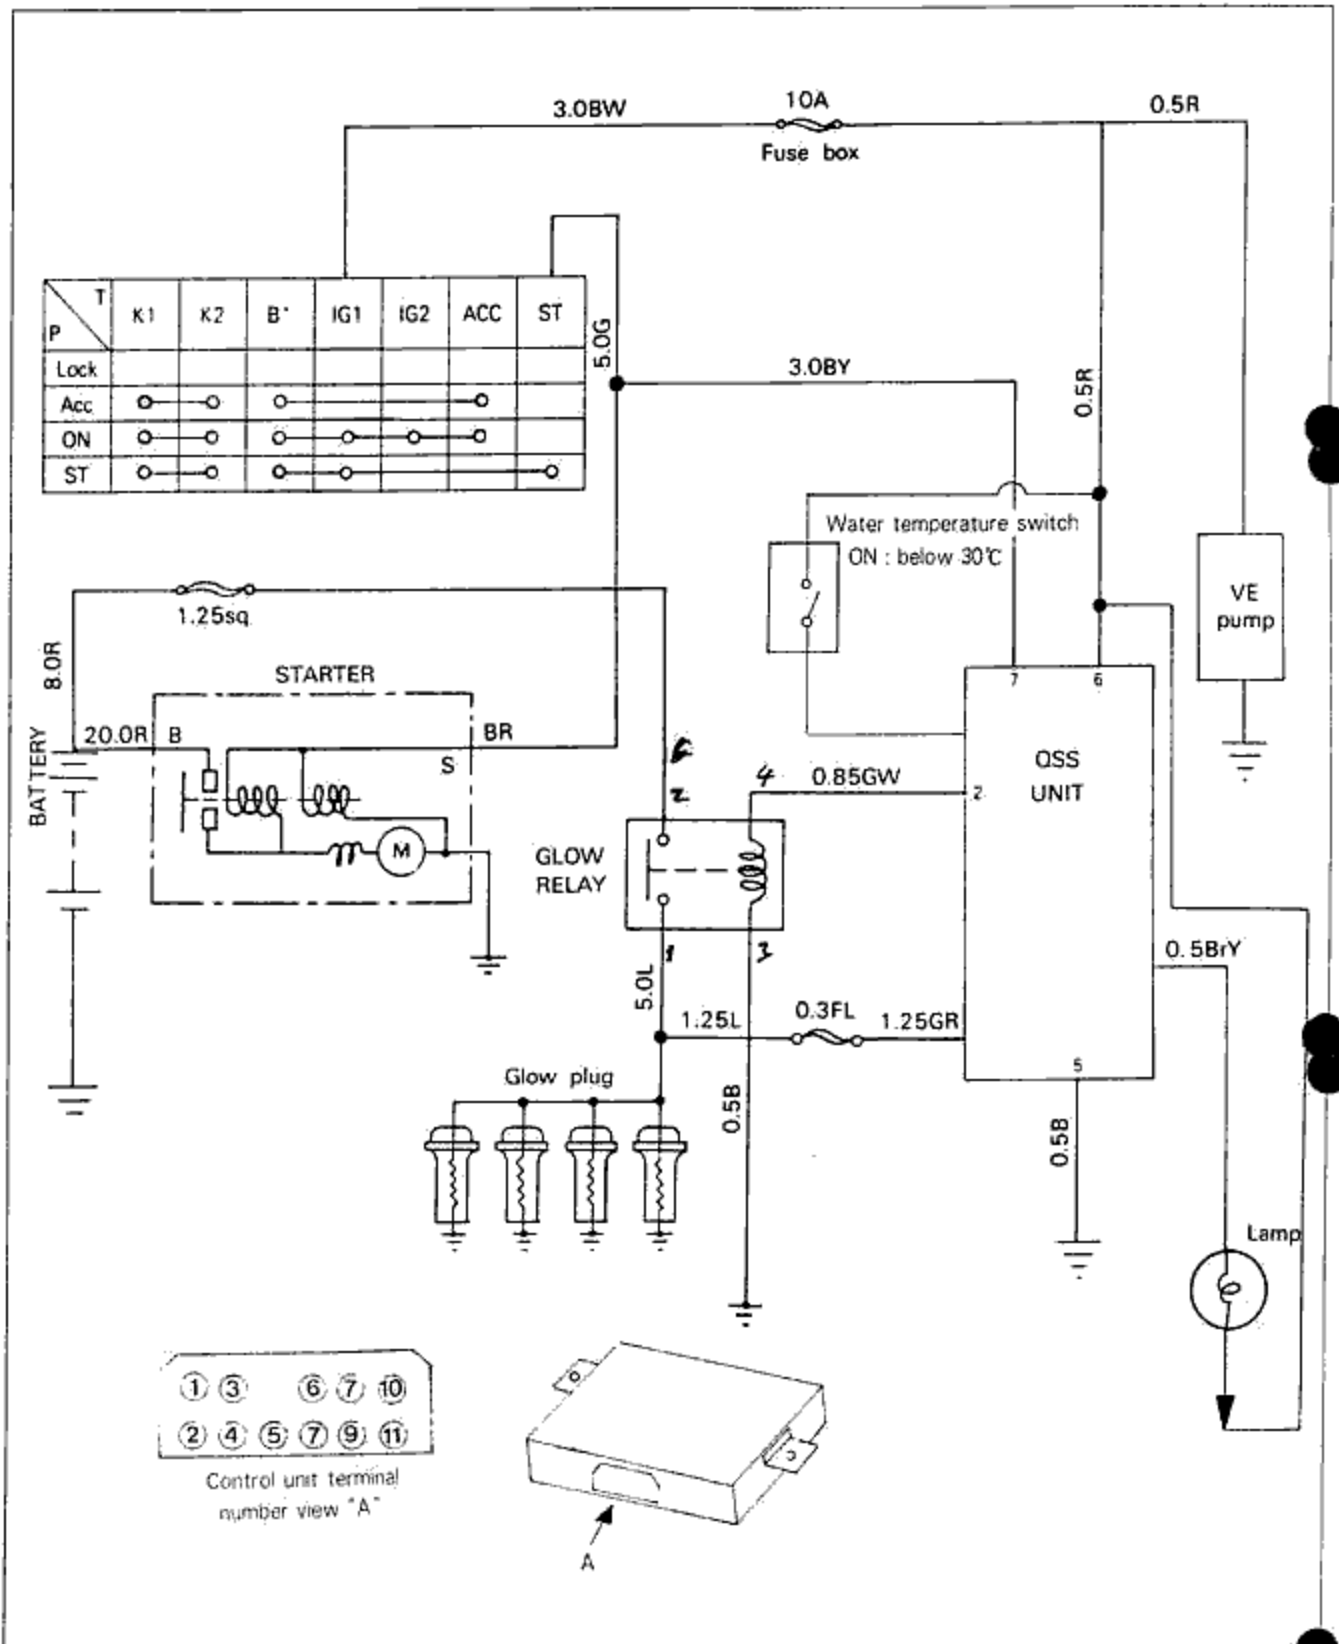 3.0BW
10A
0.5R
Fuse box
T
P
K1 K2 B+ IG1 IG2 ACC ST
Lock
Acc
ON
ST
5.0G
3.0BY
0.5R
Water temperature switch
ON : below 30℃
VE
pump
1.25sq
8.0R
STARTER
BATTERY
20.0R
B
BR
S
M
7
6
QSS
UNIT
2
4
0.85GW
2
GLOW
RELAY
1
3
5.0L
1.25L
0.3FL
1.25GR
0.5BrY
5
Glow plug
0.5B
0.5B
Lamp
① ③ ⑥ ⑦ ⑩
② ④ ⑤ ⑦ ⑨ ⑪
Control unit terminal
number view "A"
A